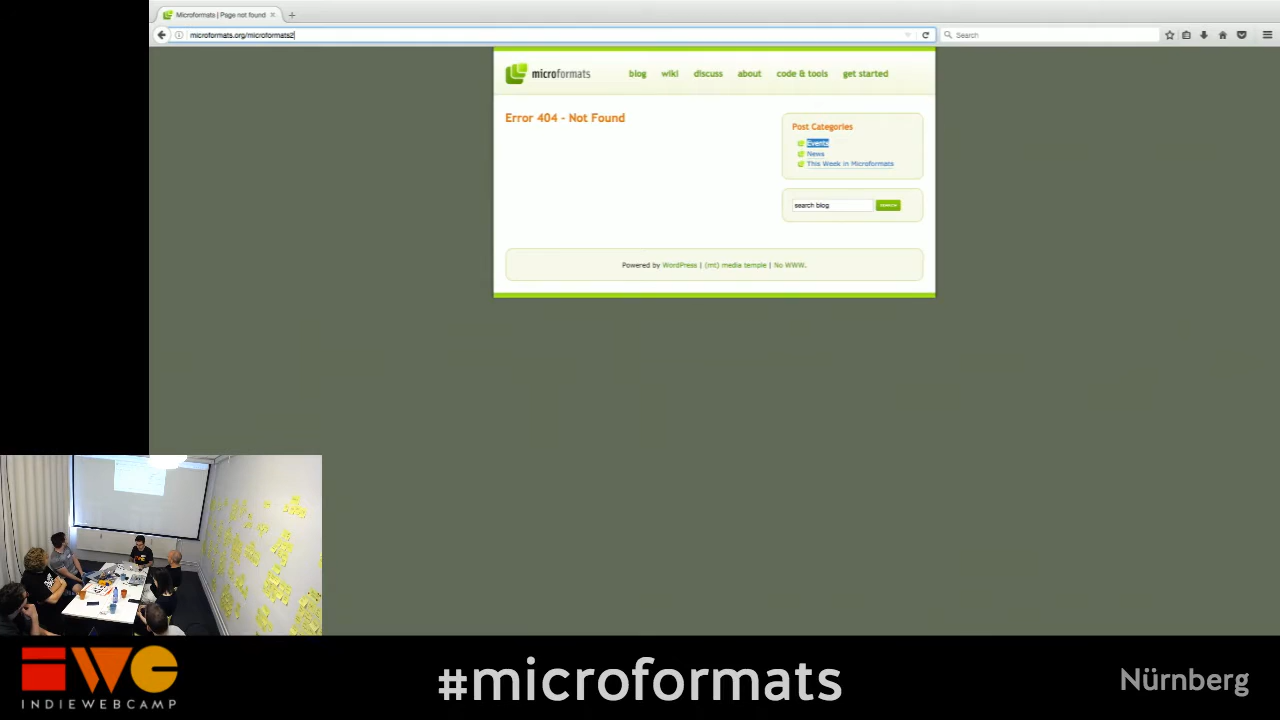 Microformats | Page not found
microformats.org/microformats2
Search
microformats
blog wiki discuss about code & tools get started
Error 404 - Not Found
Post Categories
Events
News
This Week in Microformats
search blog
SEARCH
Powered by WordPress | (mt) media temple | No WWW.
IWC
INDIEWEBCAMP
#microformats
Nürnberg